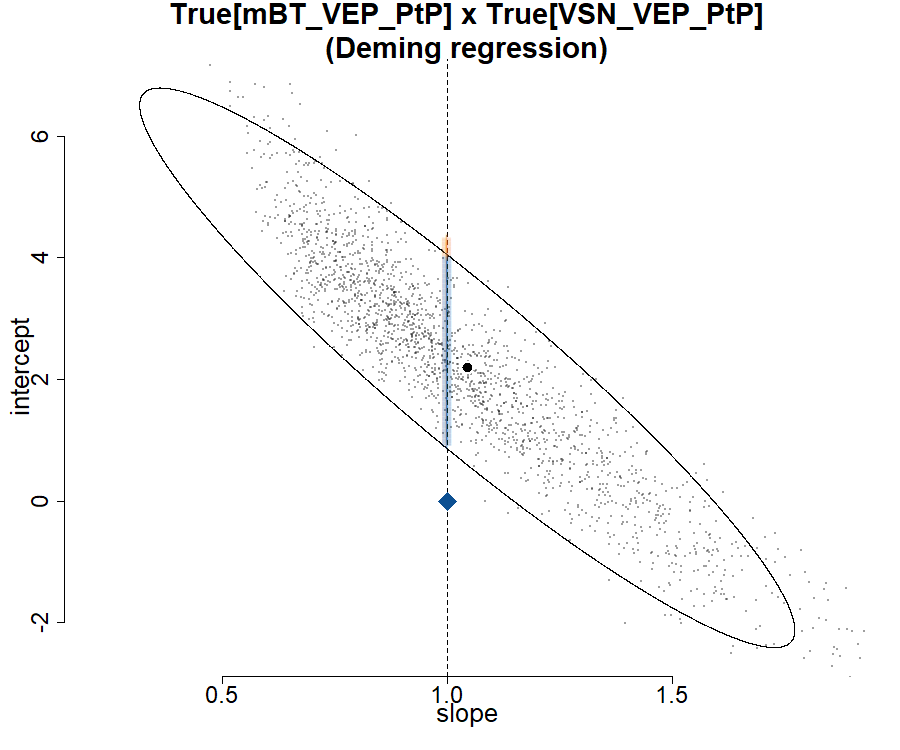 True[mBT_VEP_PtP] x True[VSN_VEP_PtP]
(Deming regression)
intercept
6
4
2
0
-2
0.5
1.0
1.5
slope